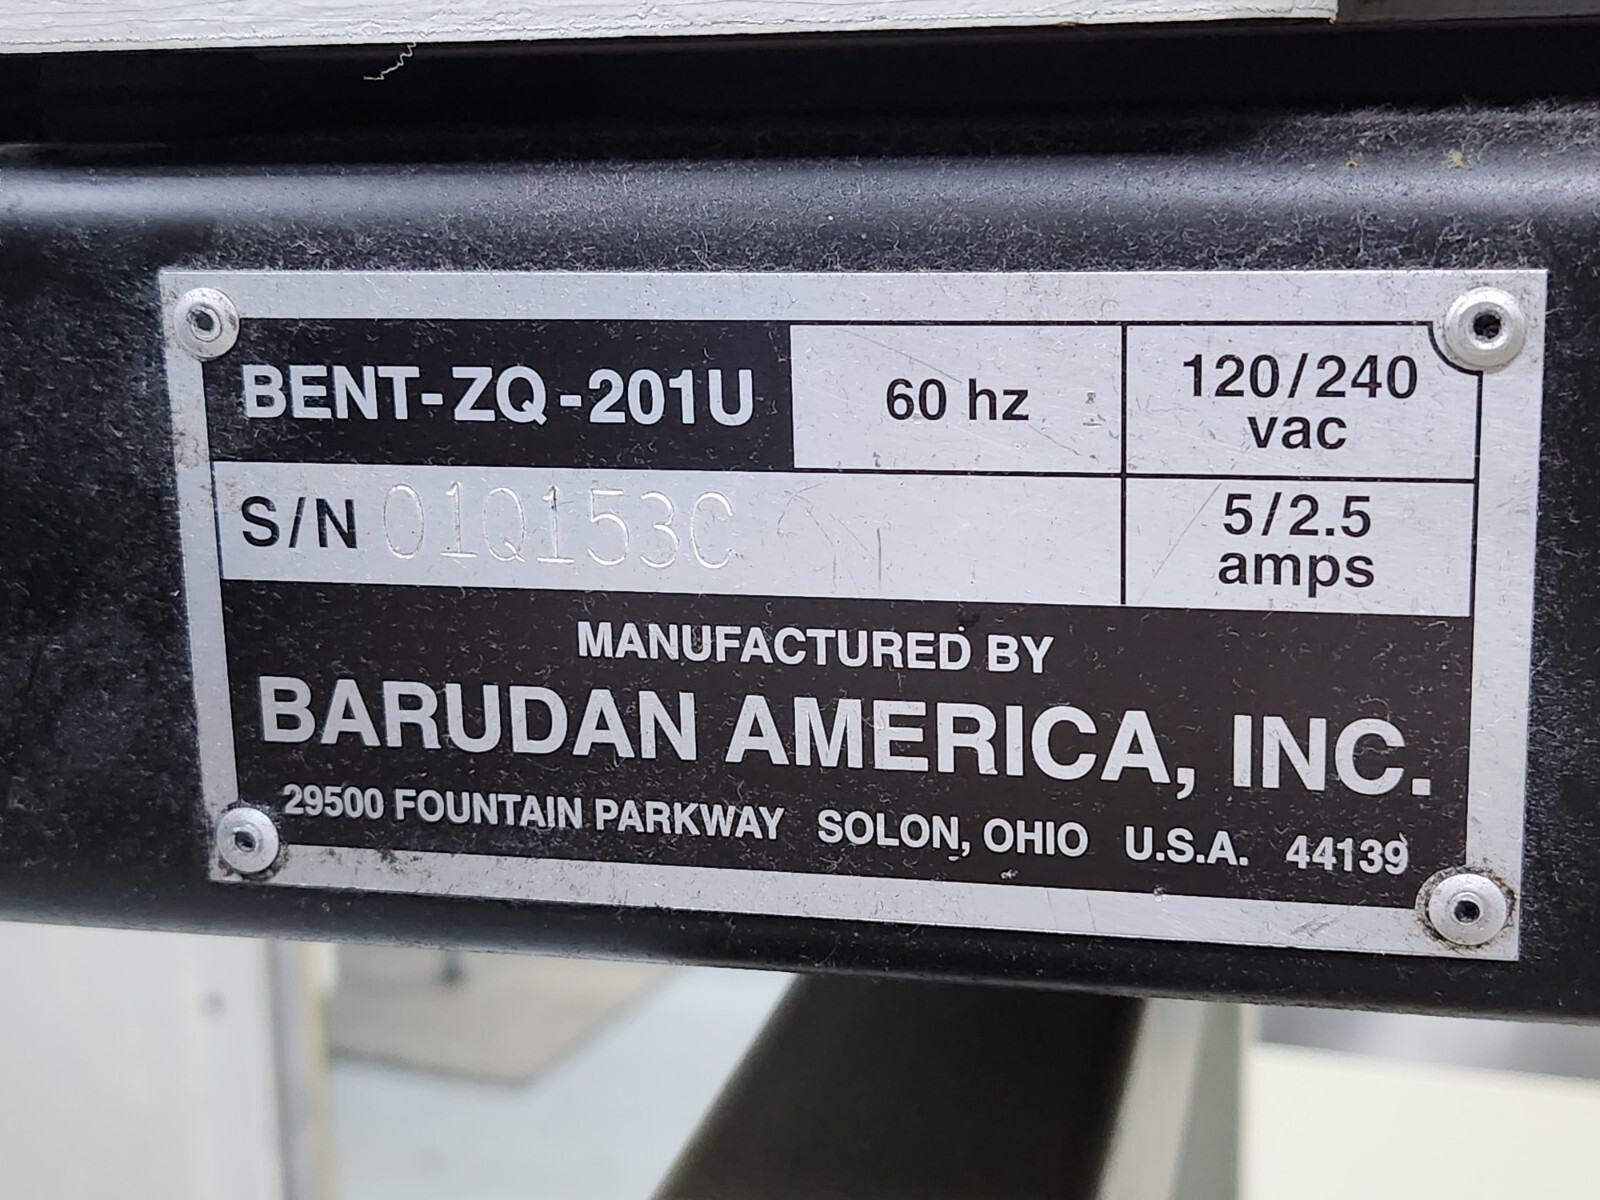 BENT-ZQ-201U
60 hz
120/240
vac
S/N 01Q153C
5/2.5
amps
MANUFACTURED BY
BARUDAN AMERICA, INC.
29500 FOUNTAIN PARKWAY SOLON, OHIO U.S.A. 44139